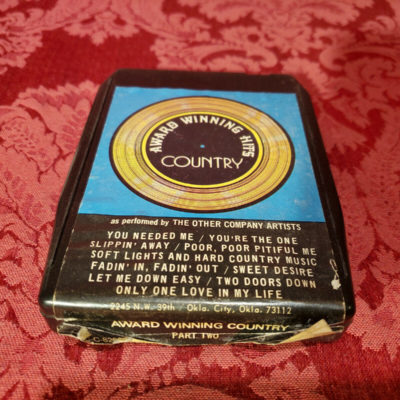 AWARD WINNING HITS
COUNTRY
as performed by THE OTHER COMPANY ARTISTS
YOU NEEDED ME / YOU'RE THE ONE
SLIPPIN' AWAY / POOR, POOR PITIFUL ME
SOFT LIGHTS AND HARD COUNTRY MUSIC
FADIN' IN, FADIN' OUT / SWEET DESIRE
LET ME DOWN EASY / TWO DOORS DOWN
ONLY ONE LOVE IN MY LIFE
2245 N.W. 39th / Okla. City, Okla. 73112
AWARD WINNING COUNTRY
PART TWO